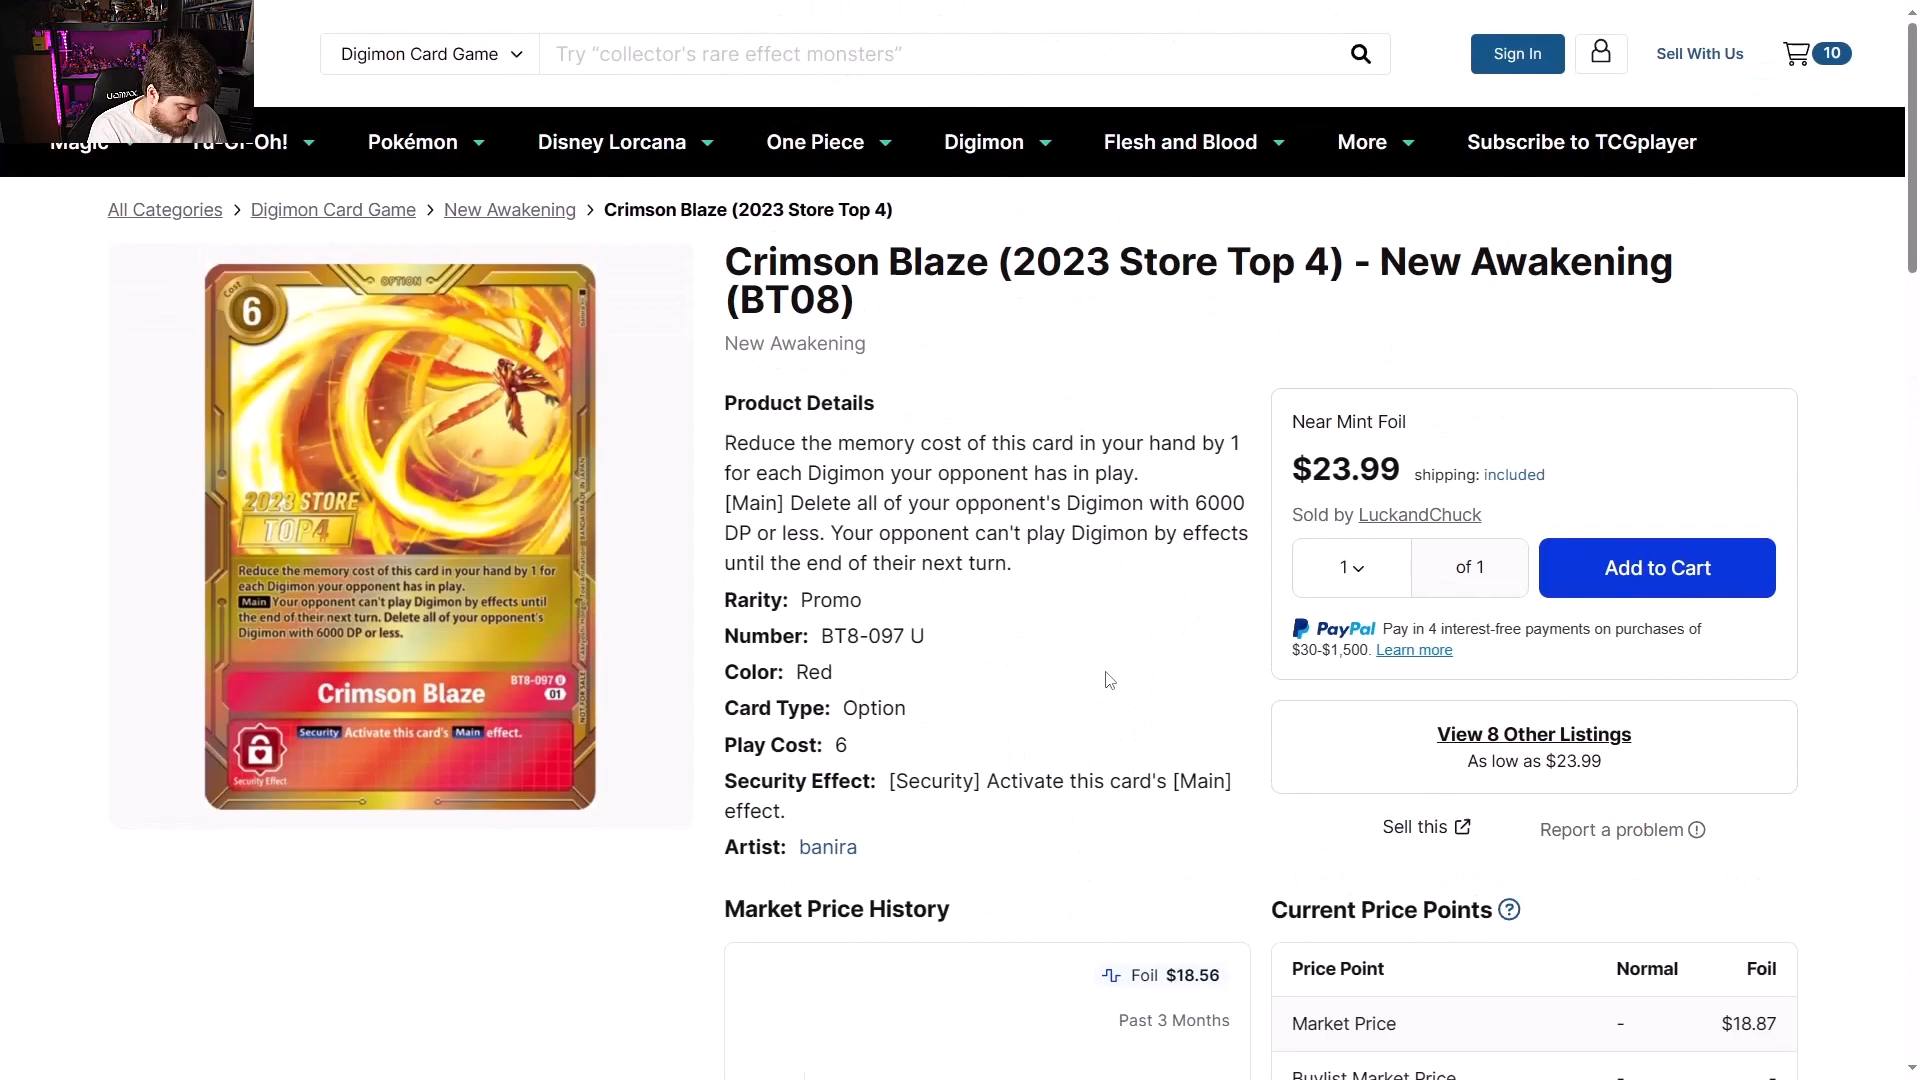 Digimon Card Game
Try “collector's rare effect monsters”
Sign In
Sell With Us
10
UOMAX
Magic
Yu-Gi-Oh!
Pokémon
Disney Lorcana
One Piece
Digimon
Flesh and Blood
More
Subscribe to TCGplayer
All Categories > Digimon Card Game > New Awakening > Crimson Blaze (2023 Store Top 4)
OPTION
Cost
6
2023 STORE
TOP4
Reduce the memory cost of this card in your hand by 1 for
each Digimon your opponent has in play.
Main Your opponent can't play Digimon by effects until
the end of their next turn. Delete all of your opponent's
Digimon with 6000 DP or less.
BT8-097 U
Crimson Blaze
01
Security Activate this card's Main effect.
Security Effect
Crimson Blaze (2023 Store Top 4) - New Awakening
(BT08)
New Awakening
Product Details
Reduce the memory cost of this card in your hand by 1
for each Digimon your opponent has in play.
[Main] Delete all of your opponent's Digimon with 6000
DP or less. Your opponent can't play Digimon by effects
until the end of their next turn.
Rarity: Promo
Number: BT8-097 U
Color: Red
Card Type: Option
Play Cost: 6
Security Effect: [Security] Activate this card's [Main]
effect.
Artist: banira
Near Mint Foil
$23.99 shipping: included
Sold by LuckandChuck
1
of 1
Add to Cart
PayPal Pay in 4 interest-free payments on purchases of
$30-$1,500. Learn more
View 8 Other Listings
As low as $23.99
Sell this
Report a problem
Market Price History
Foil $18.56
Past 3 Months
Current Price Points
Price Point Normal Foil
Market Price - $18.87
Buylist Market Price - -